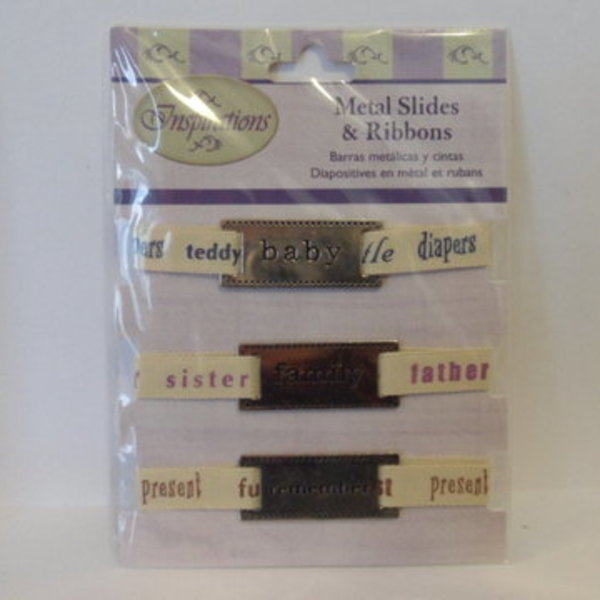 Inspirations
Metal Slides
& Ribbons
Barras metálicas y cintas
Diapositives en métal et rubans
teddy baby diapers
sister family father
present remember present